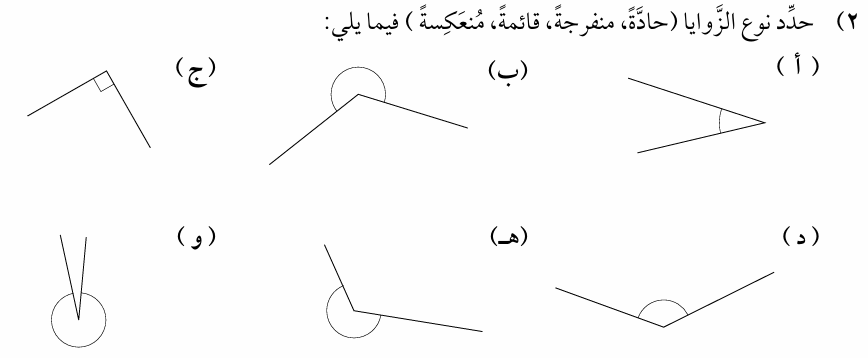 ٢) حدِّد نوع الزَّوايا (حادَّةً، منفرجةً، قائمةً، مُنعَكِسةً) فيما يلي:
(أ) (ب) (ج)
(د) (هـ) (و)